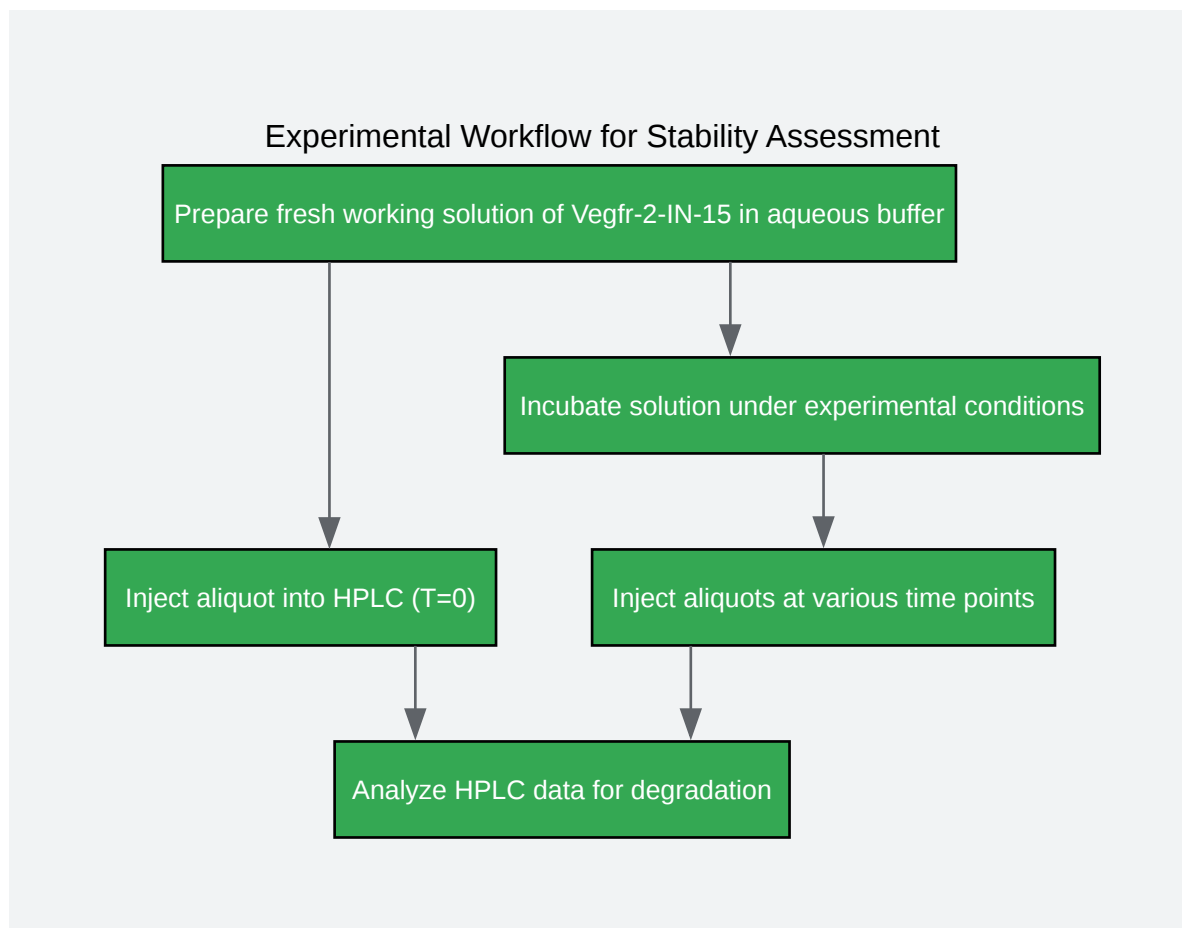 Experimental Workflow for Stability Assessment
Prepare fresh working solution of Vegfr-2-IN-15 in aqueous buffer
Incubate solution under experimental conditions
Inject aliquot into HPLC (T=0)
Inject aliquots at various time points
Analyze HPLC data for degradation